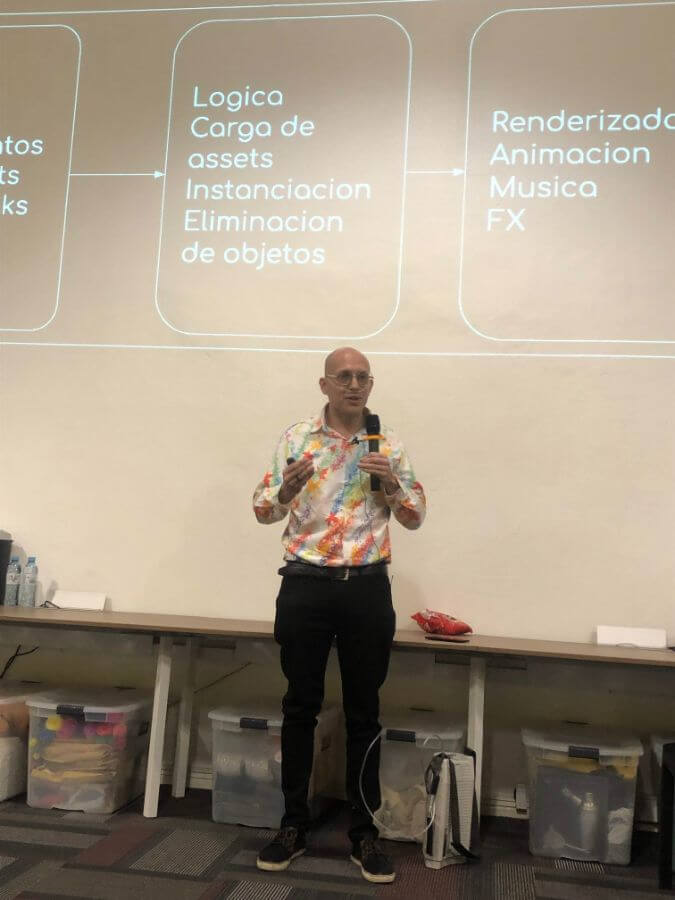 Logica
Carga de
assets
Instanciacion
Eliminacion
de objetos
Renderizado
Animacion
Musica
FX